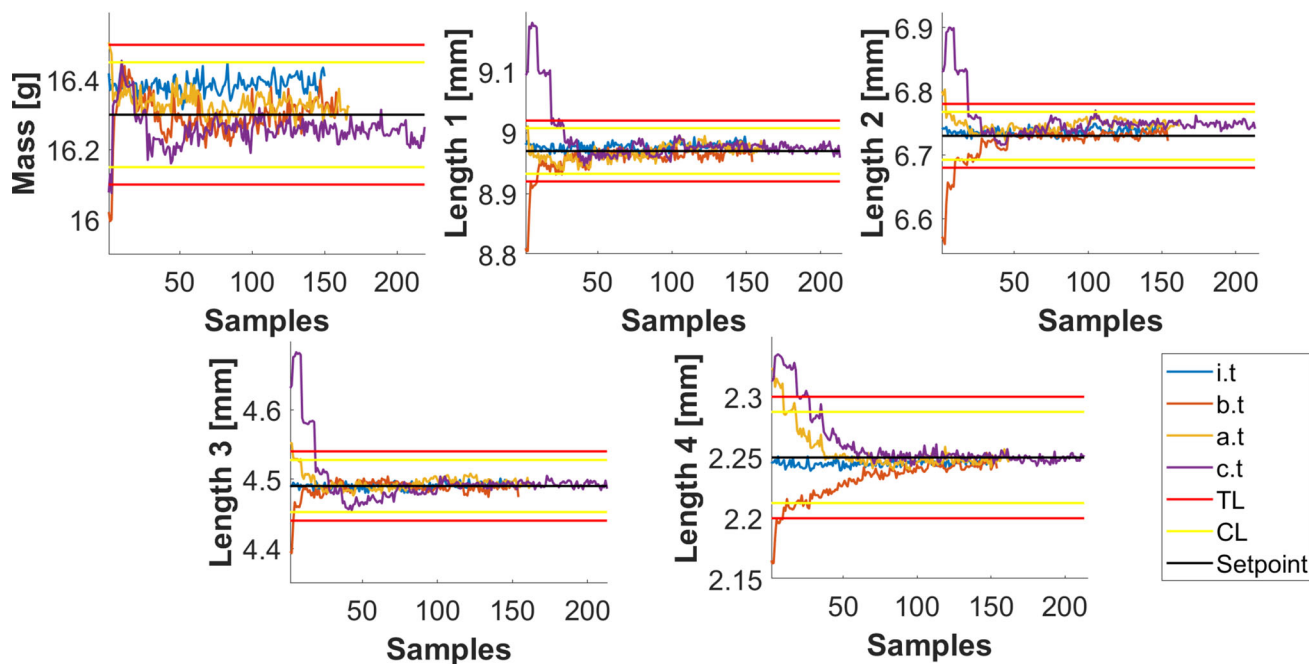 Mass [g]
16.4
16.2
16
50
100
150
200
Samples
Length 1 [mm]
9.1
9
8.9
8.8
50
100
150
200
Samples
Length 2 [mm]
6.9
6.8
6.7
6.6
50
100
150
200
Samples
Length 3 [mm]
4.6
4.5
4.4
50
100
150
200
Samples
Length 4 [mm]
2.3
2.25
2.2
2.15
50
100
150
200
Samples
i.t
b.t
a.t
c.t
TL
CL
Setpoint